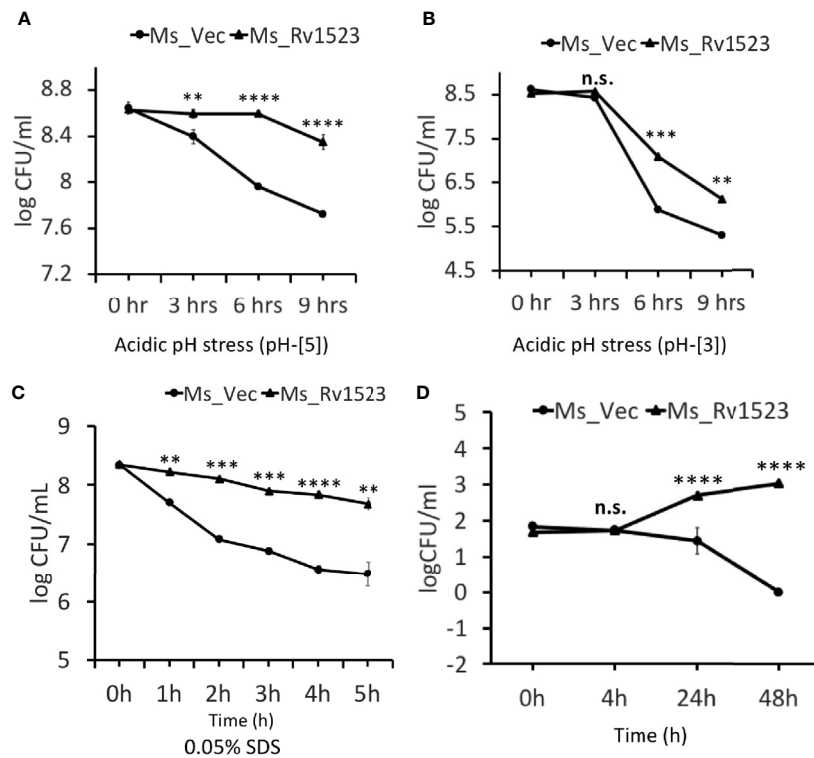 A
Ms_Vec Ms_Rv1523
log CFU/ml
8.8
8.4
8
7.6
7.2
**
****
****
0 hr 3 hrs 6 hrs 9 hrs
Acidic pH stress (pH-[5])
B
Ms_Vec Ms_Rv1523
log CFU/ml
8.5
7.5
6.5
5.5
4.5
n.s.
***
**
0 hr 3 hrs 6 hrs 9 hrs
Acidic pH stress (pH-[3])
C
Ms_Vec Ms_Rv1523
log CFU/mL
9
8
7
6
5
**
***
***
****
**
0h 1h 2h 3h 4h 5h
Time (h)
0.05% SDS
D
Ms_Vec Ms_Rv1523
logCFU/ml
5
4
3
2
1
0
-1
-2
n.s.
****
****
0h 4h 24h 48h
Time (h)